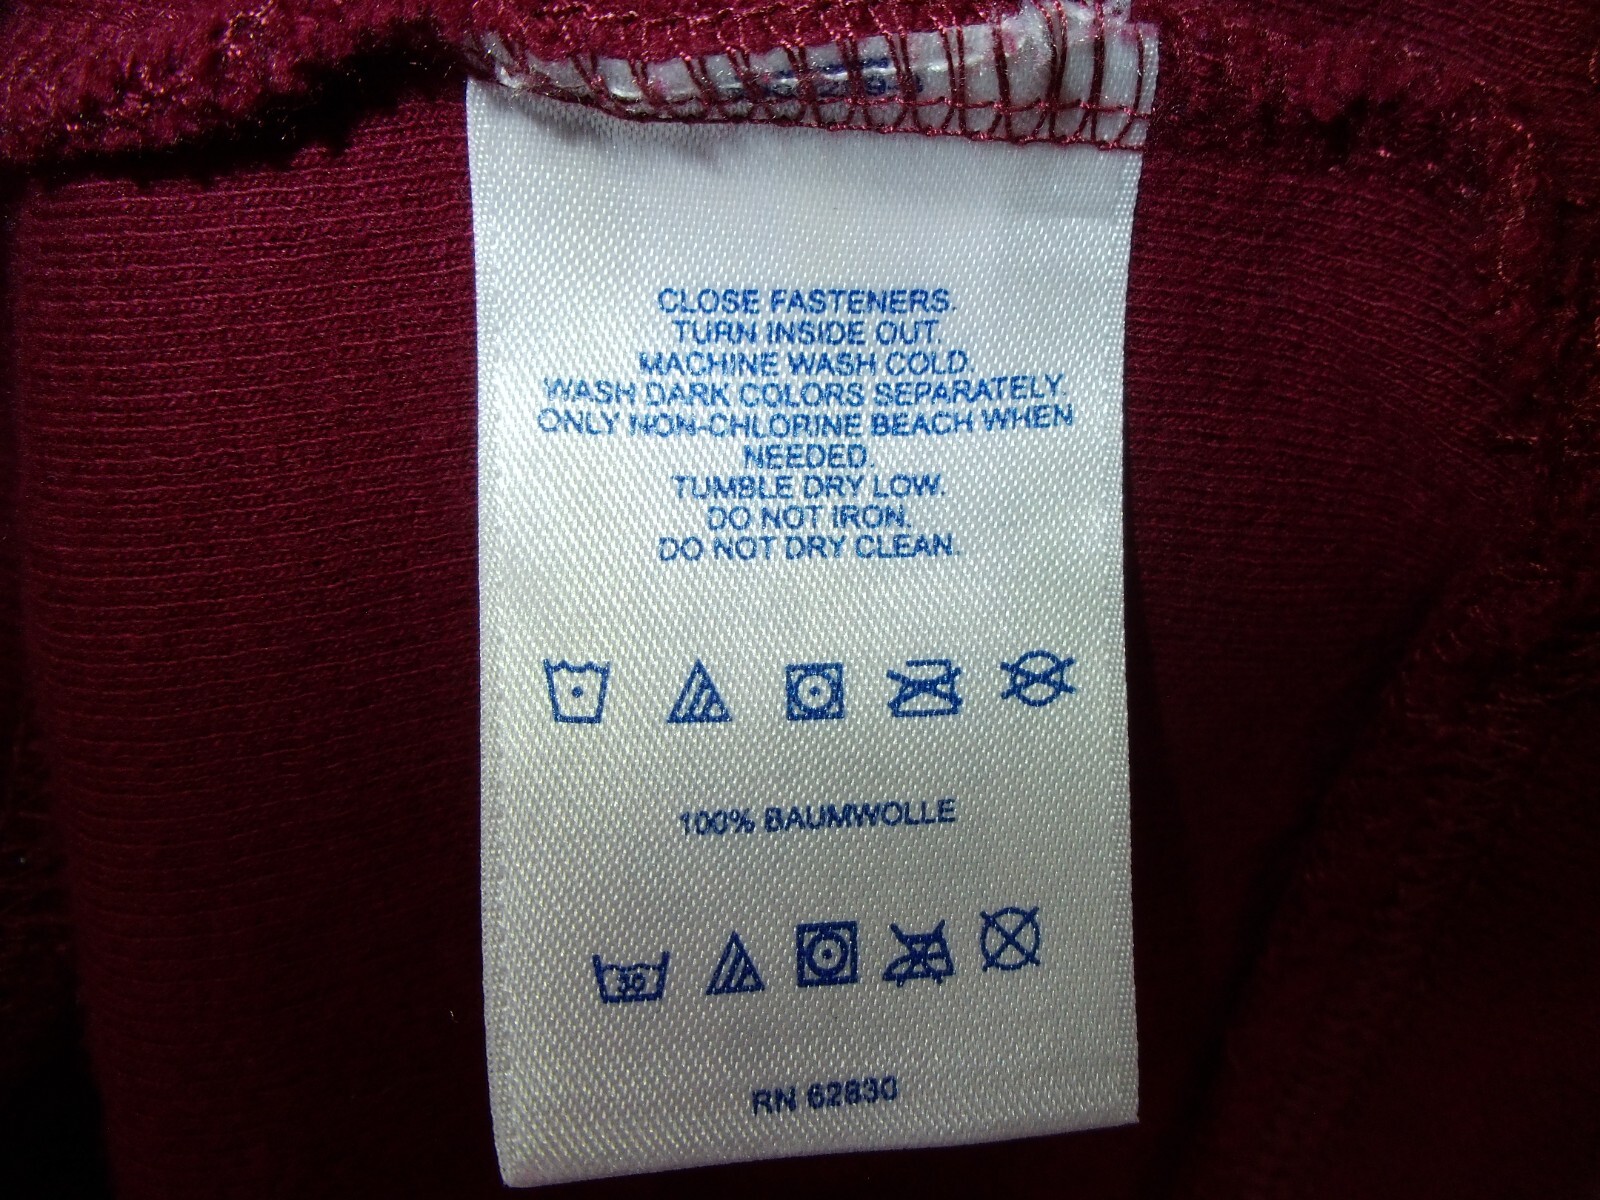 CLOSE FASTENERS.
TURN INSIDE OUT.
MACHINE WASH COLD.
WASH DARK COLORS SEPARATELY.
ONLY NON-CHLORINE BEACH WHEN
NEEDED.
TUMBLE DRY LOW.
DO NOT IRON.
DO NOT DRY CLEAN.
100% BAUMWOLLE
30
RN 62830